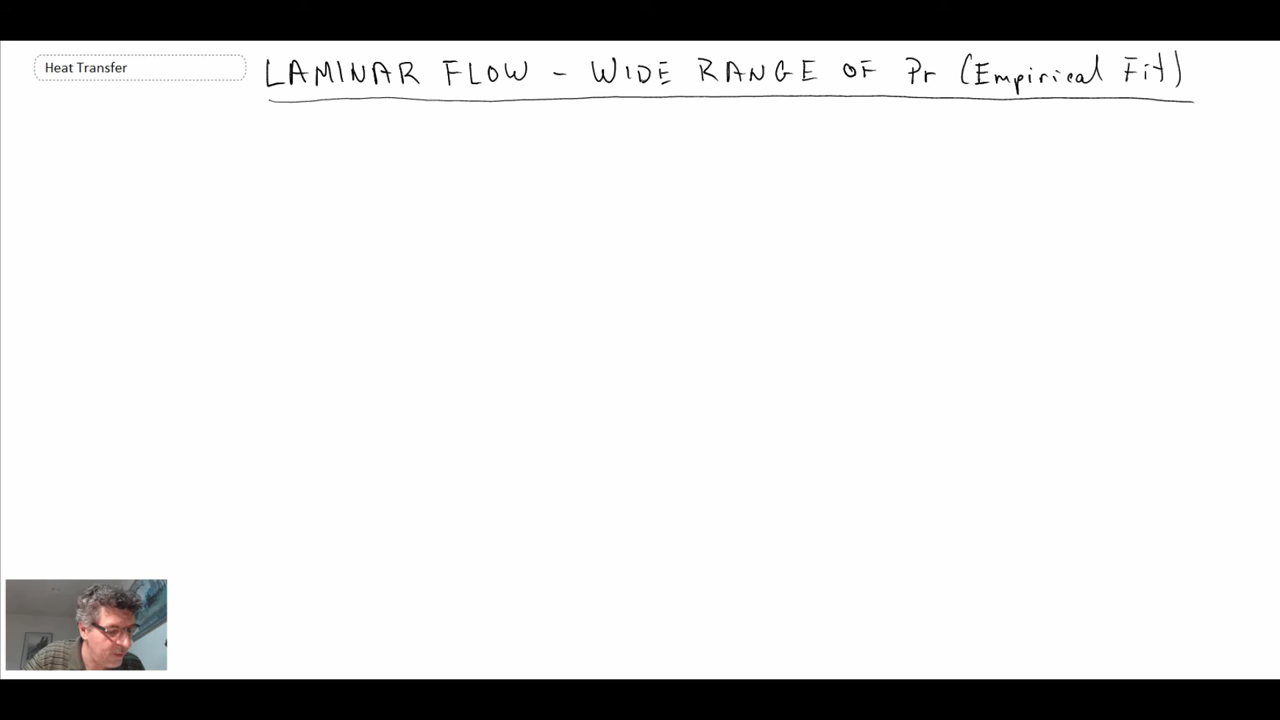 Heat Transfer
LAMINAR FLOW - WIDE RANGE OF Pr (Empirical Fit)